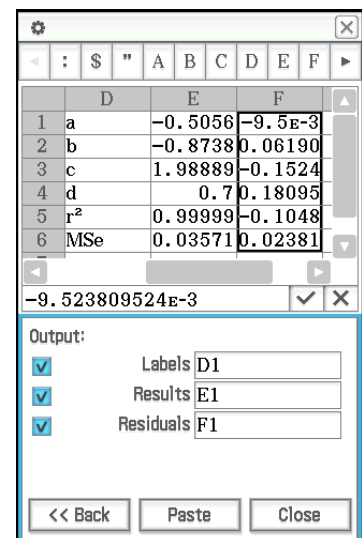 : $ " A B C D E F
D E F
1 a -0.5056 -9.5E-3
2 b -0.8738 0.06190
3 c 1.98889 -0.1524
4 d 0.7 0.18095
5 r² 0.99999 -0.1048
6 MSe 0.03571 0.02381
-9.523809524E-3
Output:
Labels D1
Results E1
Residuals F1
<< Back Paste Close